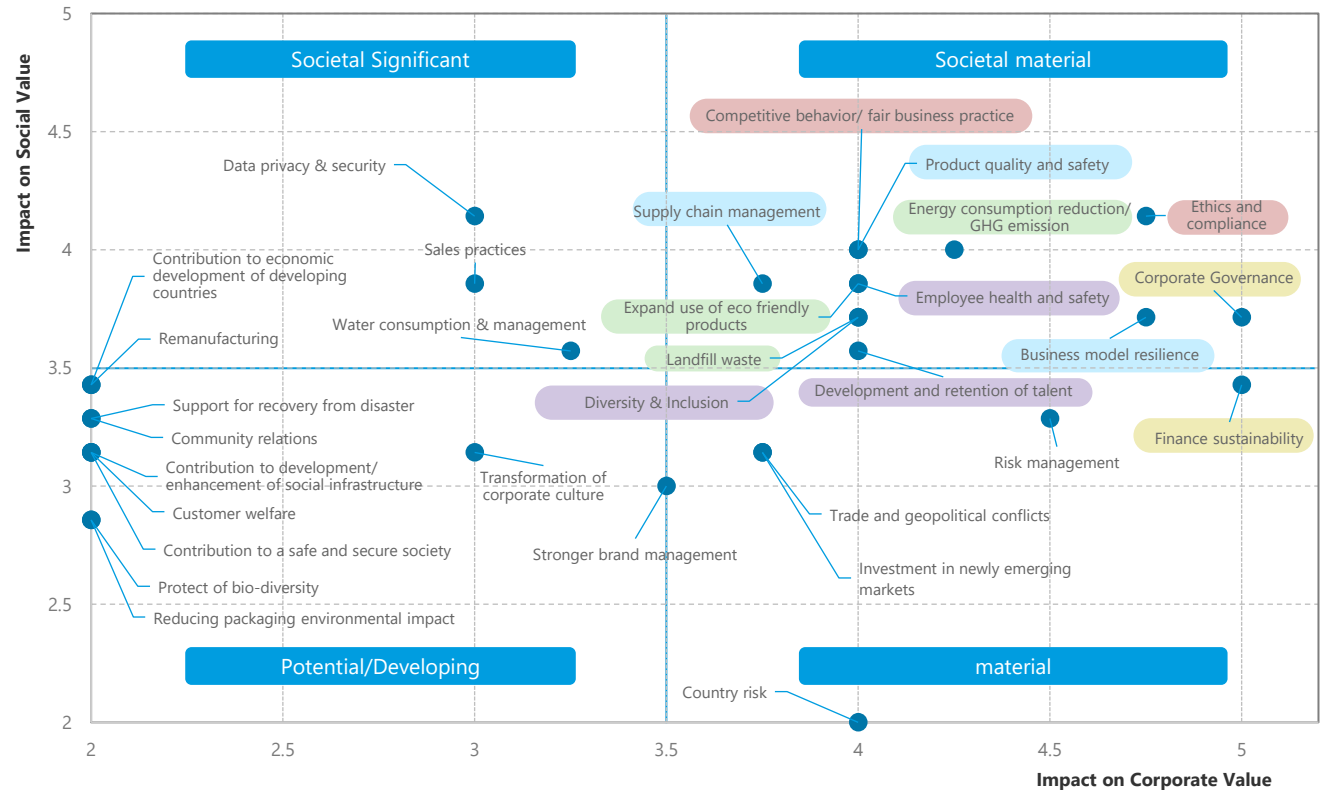 Impact on Social Value
5
4.5
4
3.5
3
2.5
2
Societal Significant
Societal material
Competitive behavior/ fair business practice
Data privacy & security
Product quality and safety
Supply chain management
Energy consumption reduction/
GHG emission
Ethics and
compliance
Sales practices
Contribution to economic
development of developing
countries
Corporate Governance
Employee health and safety
Expand use of eco friendly
products
Water consumption & management
Remanufacturing
Landfill waste
Business model resilience
Development and retention of talent
Diversity & Inclusion
Support for recovery from disaster
Community relations
Finance sustainability
Risk management
Contribution to development/
enhancement of social infrastructure
Transformation of
corporate culture
Customer welfare
Trade and geopolitical conflicts
Contribution to a safe and secure society
Stronger brand management
Investment in newly emerging
markets
Protect of bio-diversity
Reducing packaging environmental impact
Potential/Developing
material
Country risk
2
2.5
3
3.5
4
4.5
5
Impact on Corporate Value